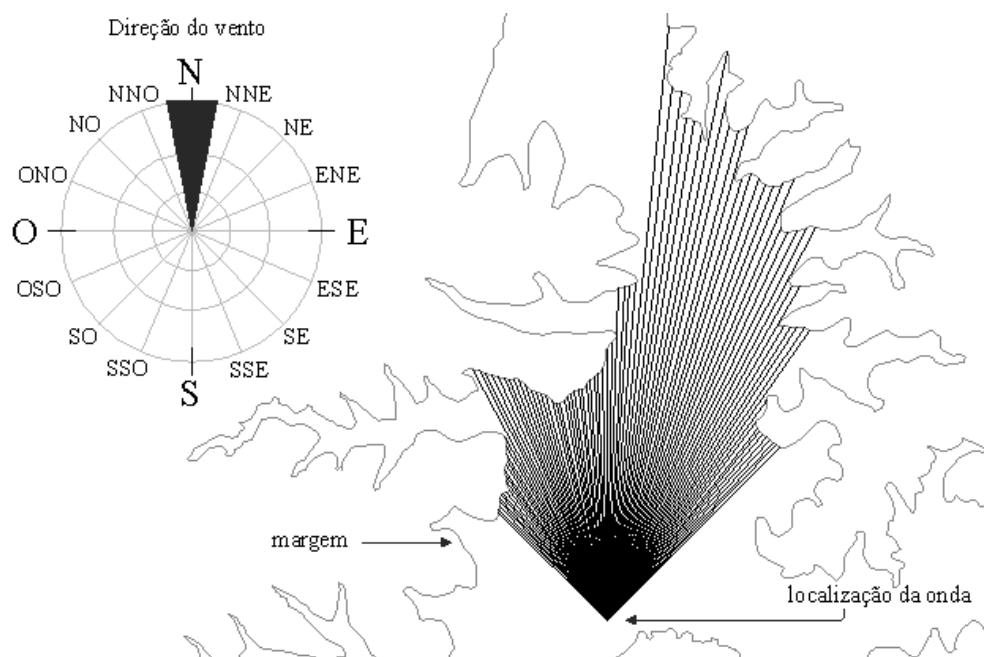 Direção do vento
N
NNO
NNE
NO
NE
ONO
ENE
O
E
OSO
ESE
SO
SE
SSO
SSE
S
margem
localização da onda